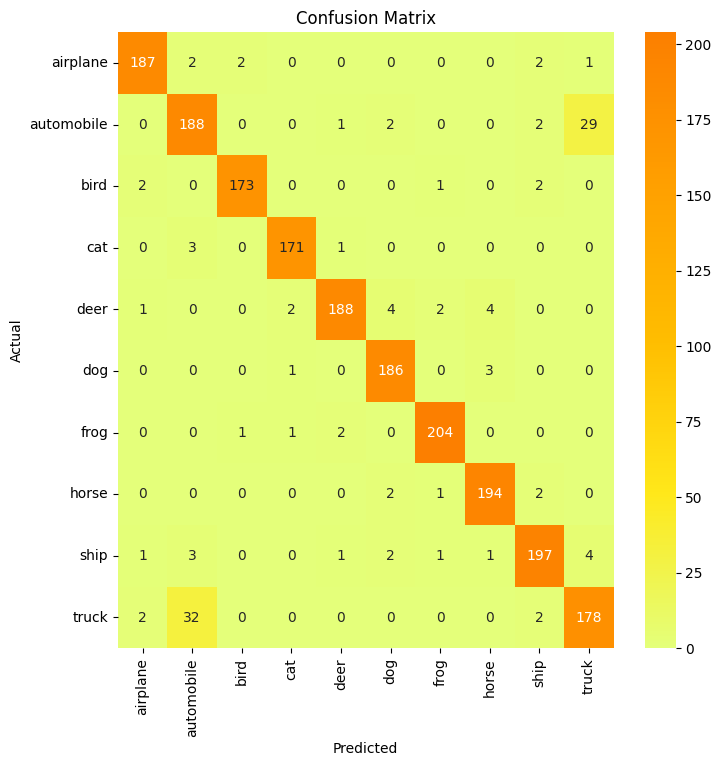 Confusion Matrix
airplane 187 2 2 0 0 0 0 0 2 1
automobile 0 188 0 0 1 2 0 0 2 29
bird 2 0 173 0 0 0 1 0 2 0
cat 0 3 0 171 1 0 0 0 0 0
deer 1 0 0 2 188 4 2 4 0 0
dog 0 0 0 1 0 186 0 3 0 0
frog 0 0 1 1 2 0 204 0 0 0
horse 0 0 0 0 0 2 1 194 2 0
ship 1 3 0 0 1 2 1 1 197 4
truck 2 32 0 0 0 0 0 0 2 178
airplane automobile bird cat deer dog frog horse ship truck
Predicted
Actual
200
175
150
125
100
75
50
25
0